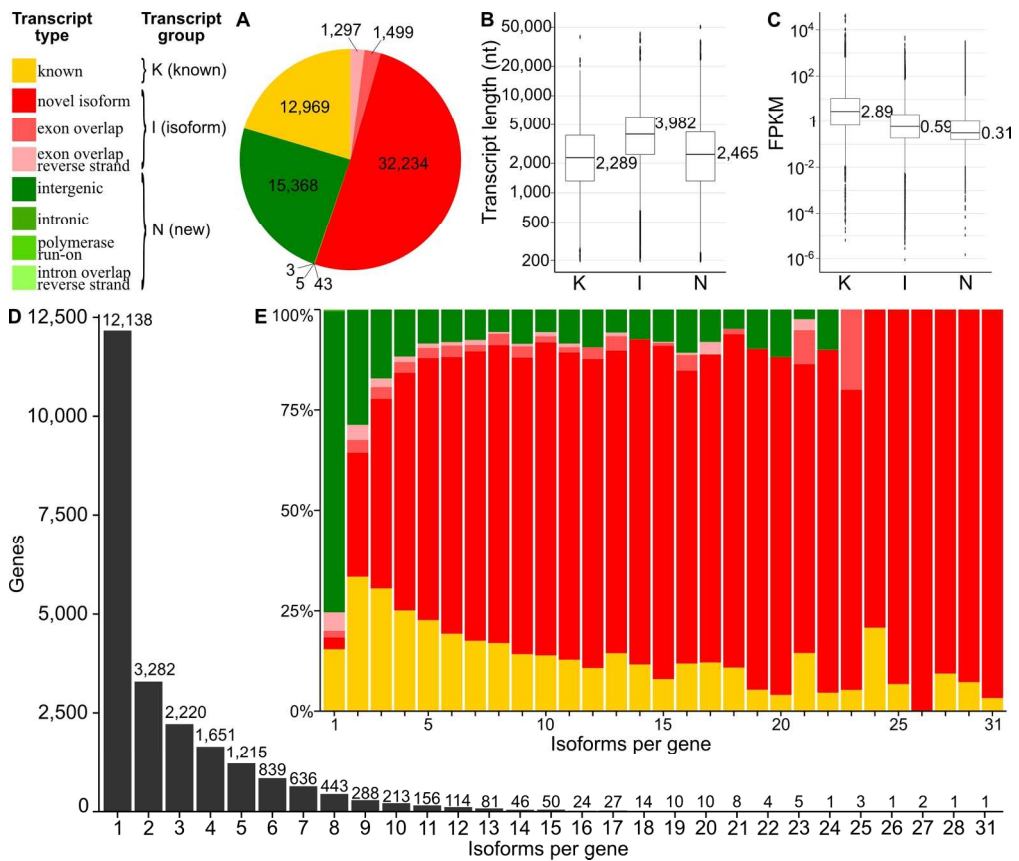 Transcript type
Transcript group
known
novel isoform
exon overlap
exon overlap
reverse strand
intergenic
intronic
polymerase
run-on
intron overlap
reverse strand
K (known)
I (isoform)
N (new)
A
1,297
1,499
12,969
32,234
15,368
3
5
43
B
Transcript length (nt)
50,000
20,000
10,000
5,000
2,000
1,000
500
200
2,289
3,982
2,465
K I N
C
FPKM
10^4
10^2
1
10^-2
1
10^-4
10^-6
2.89
0.59
0.31
K I N
D
Genes
12,500
10,000
7,500
5,000
2,500
0
12,138
3,282
2,220
1,651
1,215
839
636
443
288
213
156
114
81
46
50
24
27
14
10
10
8
4
5
1
3
1
2
1
1
1 2 3 4 5 6 7 8 9 10 11 12 13 14 15 16 17 18 19 20 21 22 23 24 25 26 27 28 31
Isoforms per gene
E
100%
75%
50%
25%
0%
1 5 10 15 20 25 31
Isoforms per gene